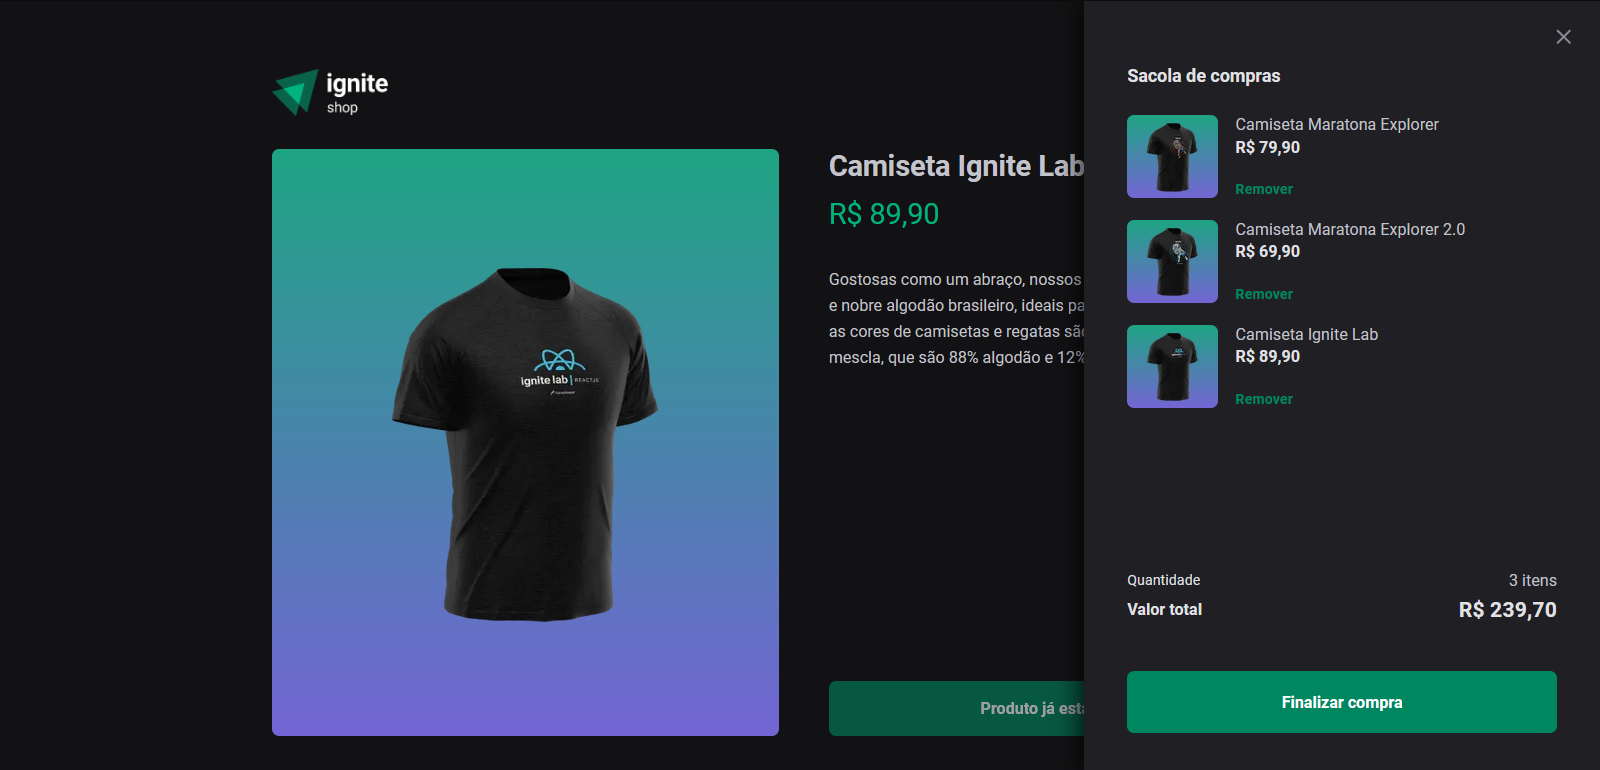 ignite
shop
Camiseta Ignite Lab
R$ 89,90
Gostosas como um abraço, nossos
e nobre algodão brasileiro, ideais pa
as cores de camisetas e regatas são
mescla, que são 88% algodão e 12%
ignite lab | REACTJS
Produto já está
Sacola de compras
Camiseta Maratona Explorer
R$ 79,90
Remover
Camiseta Maratona Explorer 2.0
R$ 69,90
Remover
Camiseta Ignite Lab
R$ 89,90
Remover
Quantidade 3 itens
Valor total R$ 239,70
Finalizar compra